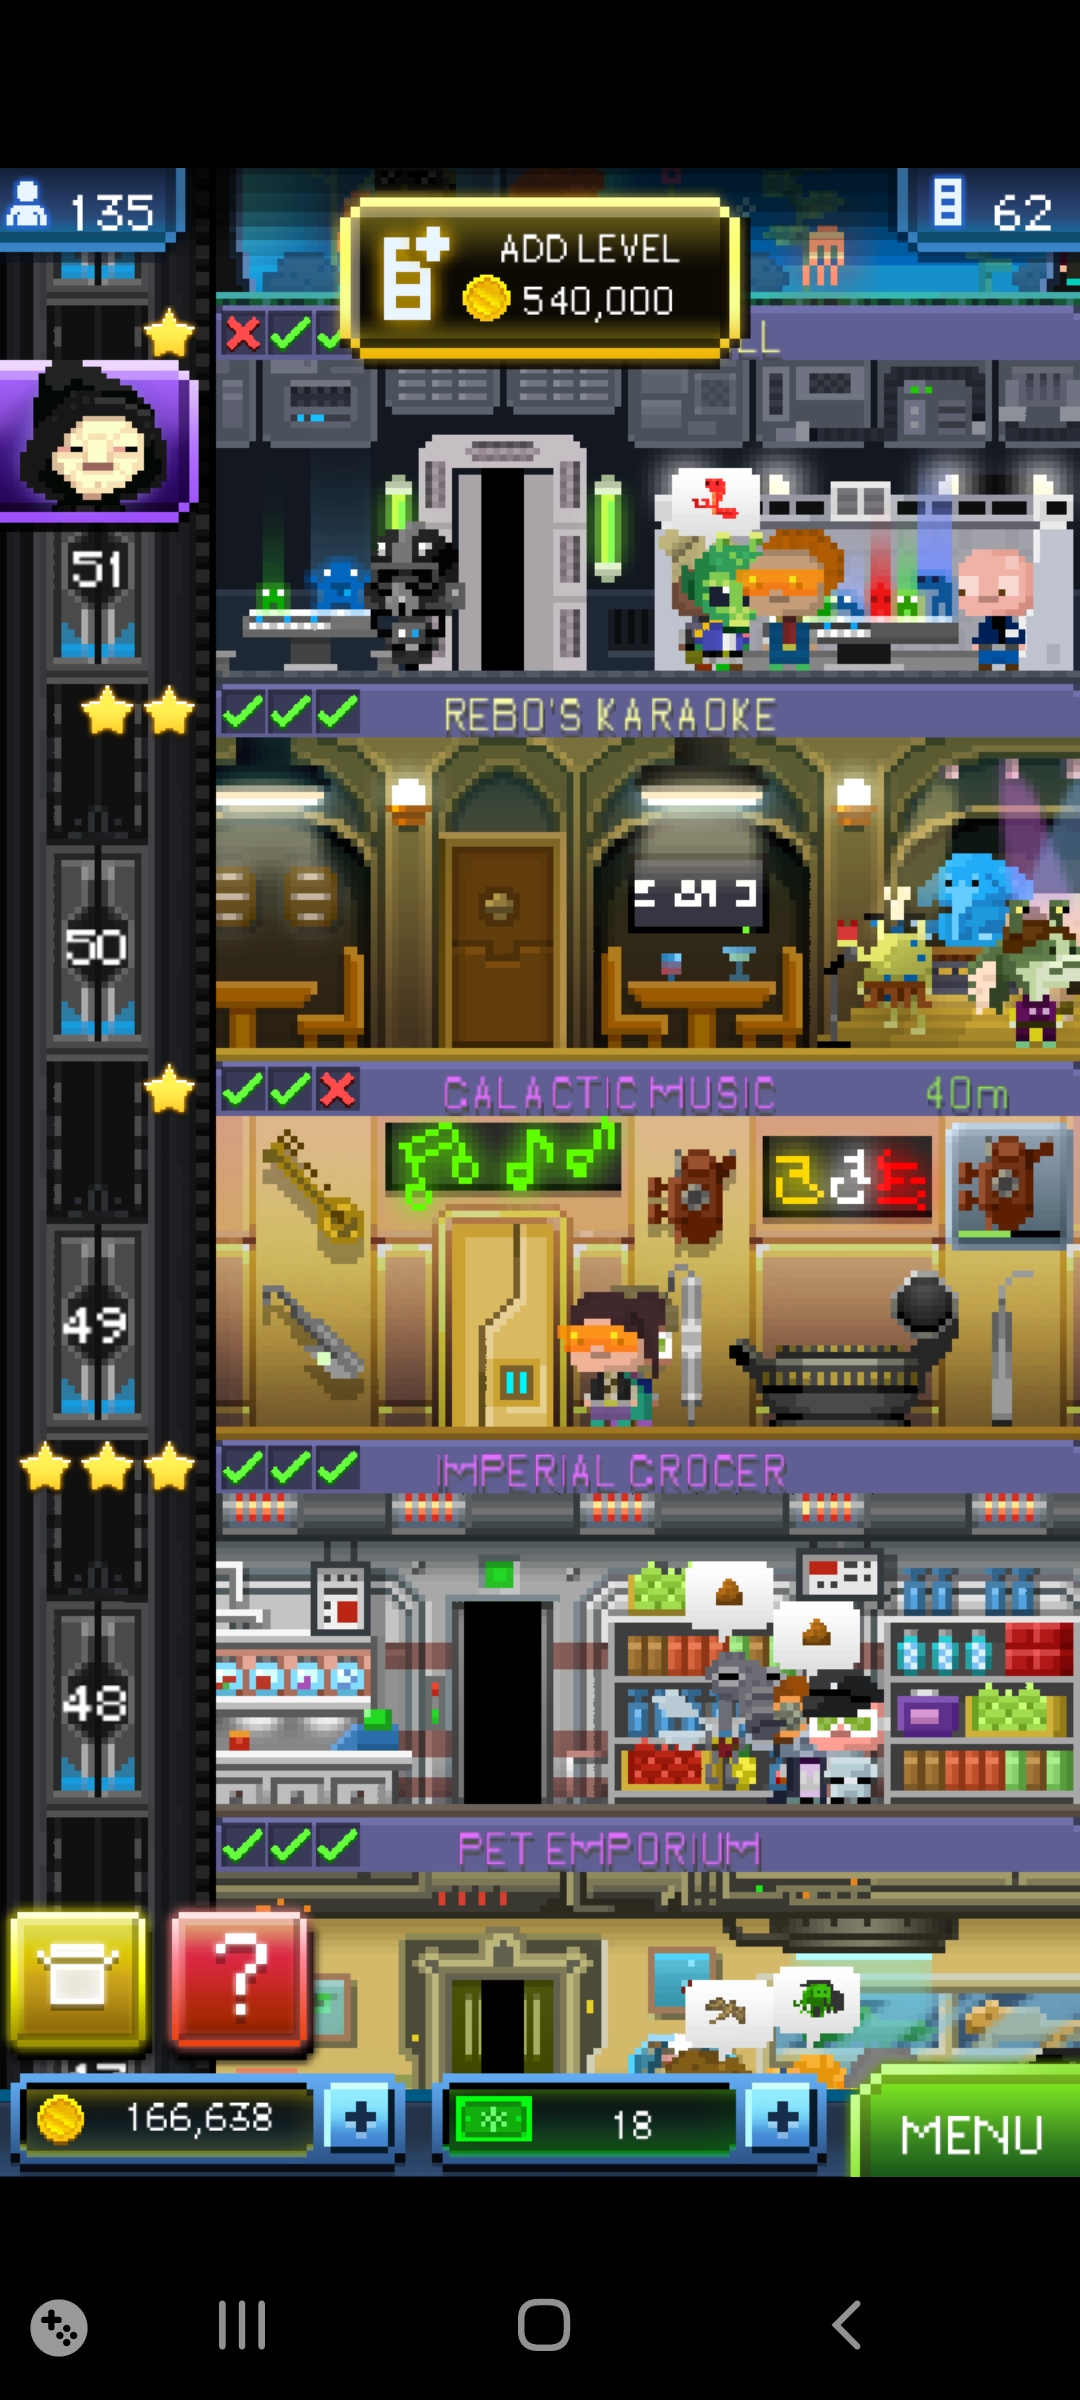 135
ADD LEVEL
540,000
62
LL
51
REBO'S KARAOKE
50
GALACTIC MUSIC 40m
49
IMPERIAL GROCER
48
PET EMPORIUM
?
166,638
18
MENU